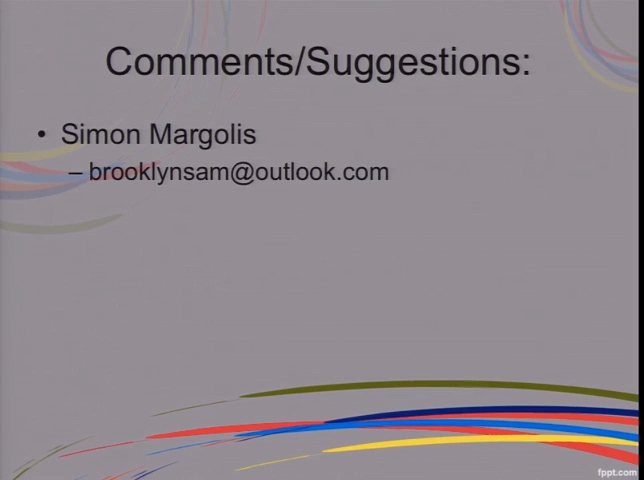 Comments/Suggestions:
• Simon Margolis
– brooklynsam@outlook.com
fppt.com